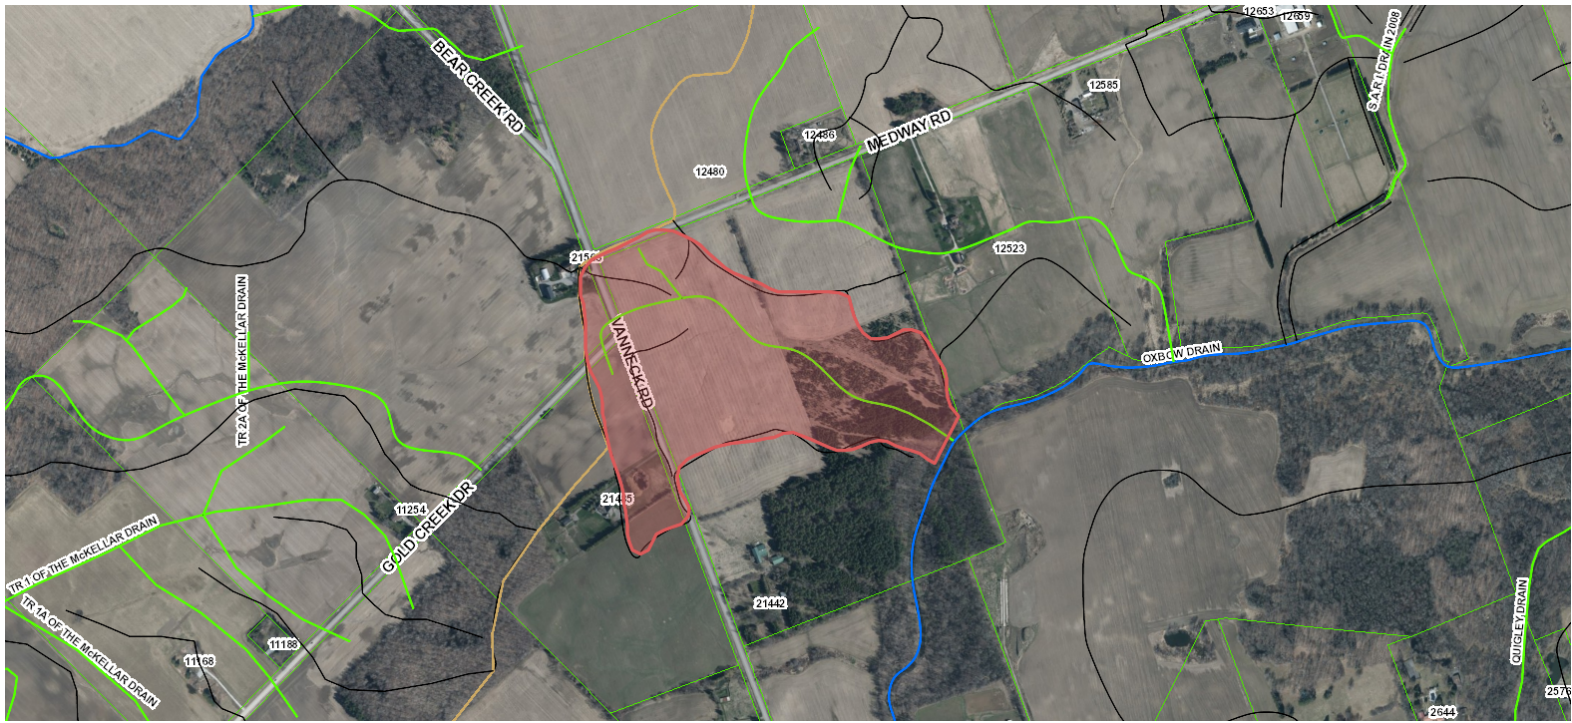 12653
12659
BEAR CREEK RD
S.A.R.I. DRAIN 2008
12585
MEDWAY RD
12486
12480
12523
TR 2A OF THE McKELLAR DRAIN
VANNECK RD
OXBOW DRAIN
11254
GOLD CREEK DR
TR 1 OF THE McKELLAR DRAIN
TR 1A OF THE McKELLAR DRAIN
21442
QUIGLEY DRAIN
11188
11168
2644